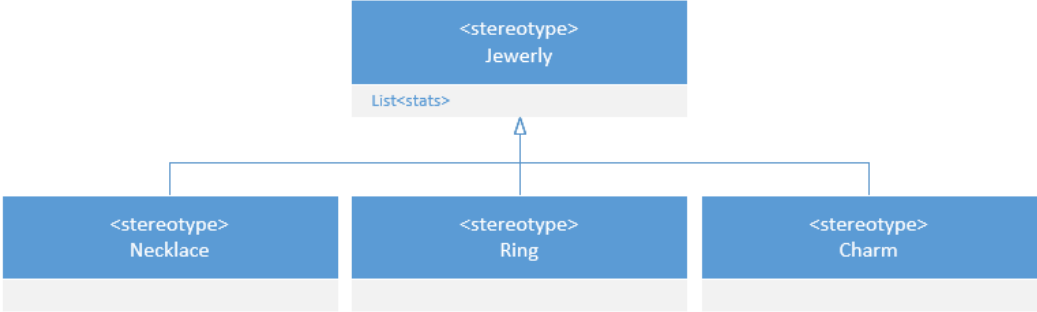 <stereotype>
Jewerly
List<stats>
<stereotype>
Necklace
<stereotype>
Ring
<stereotype>
Charm